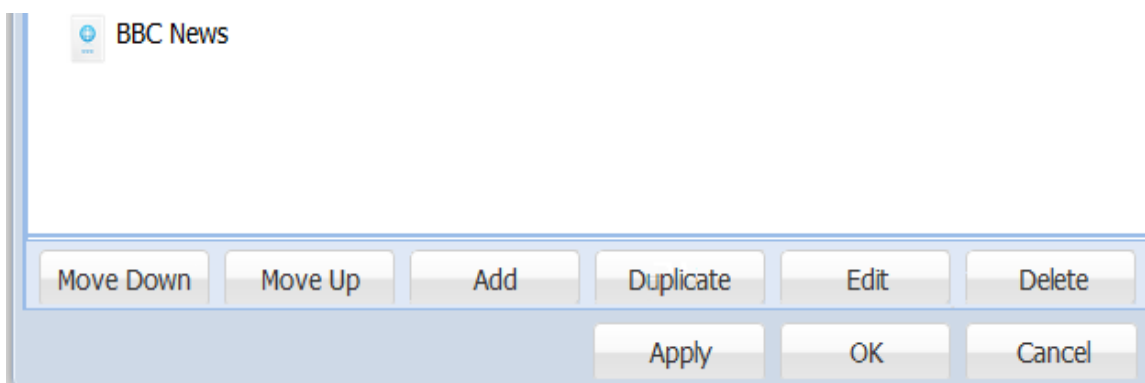 BBC News
Move Down Move Up Add Duplicate Edit Delete
Apply OK Cancel